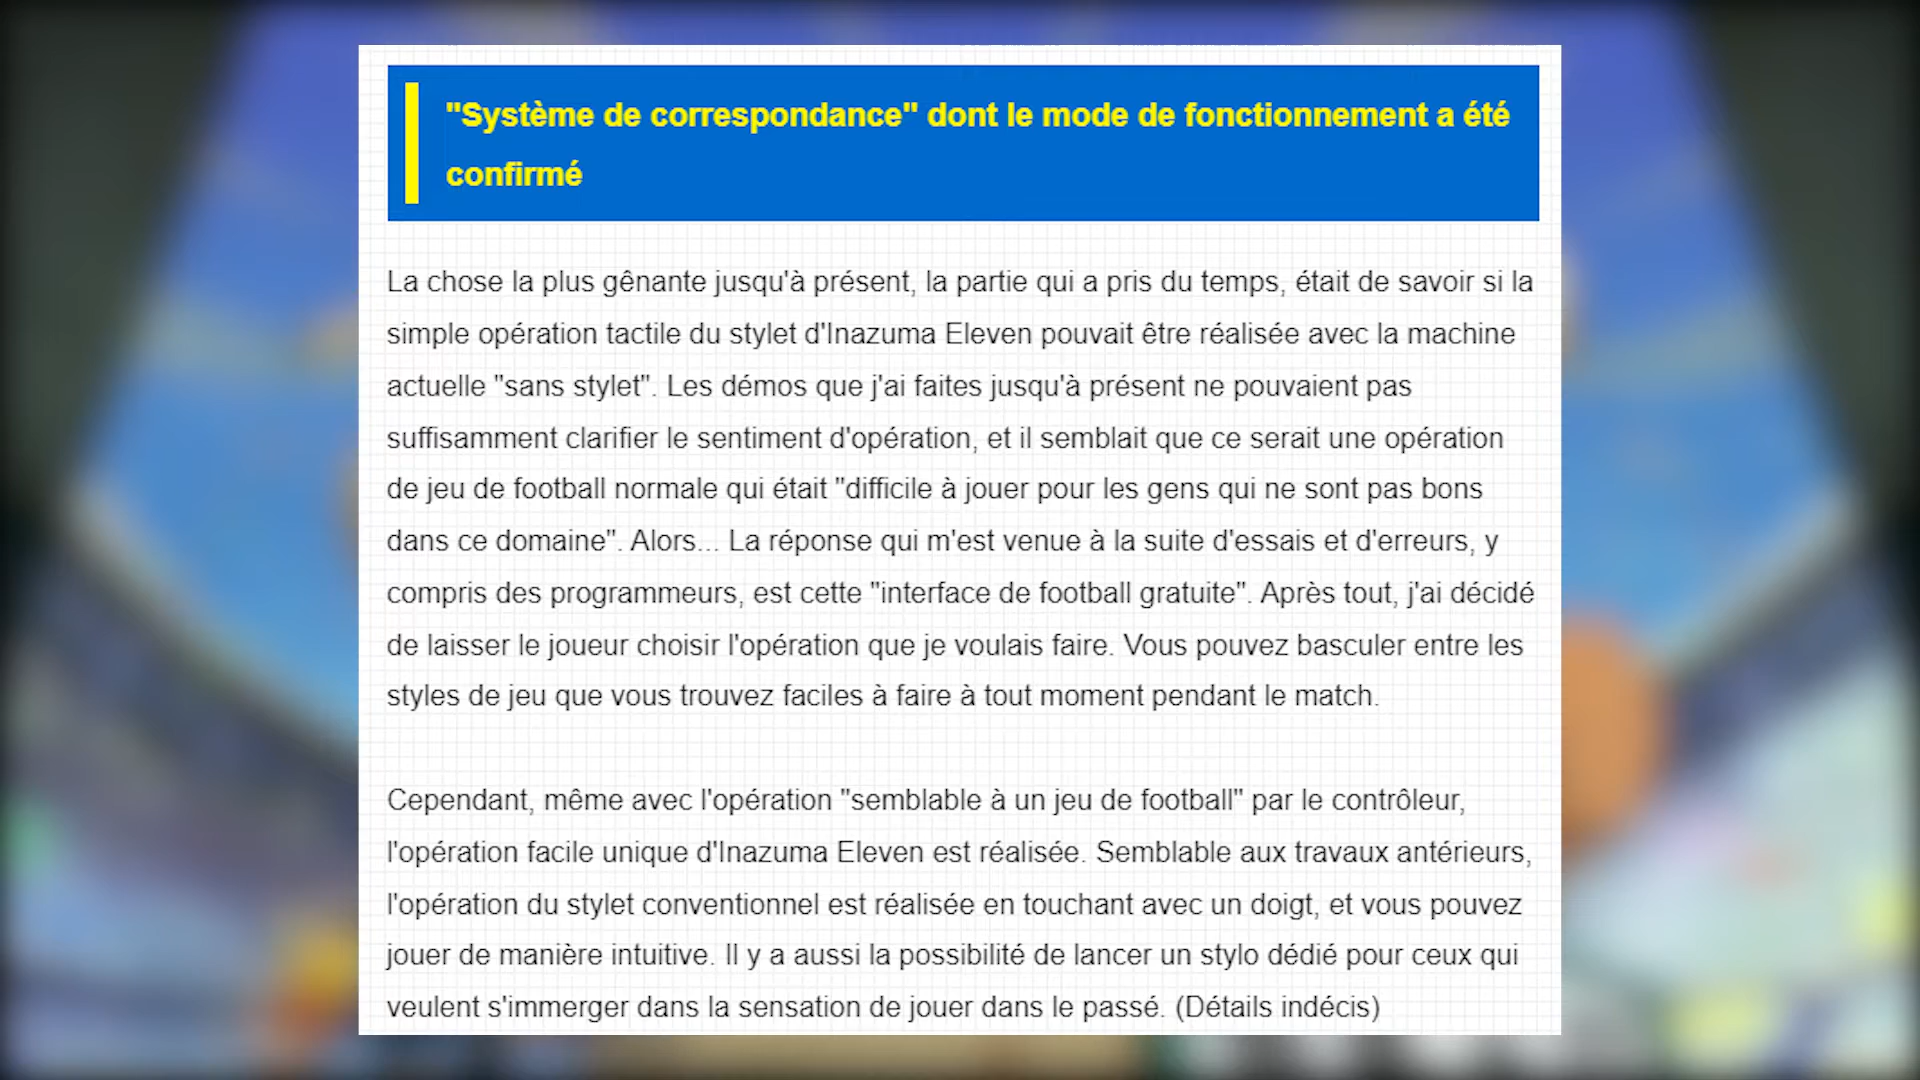 "Système de correspondance" dont le mode de fonctionnement a été
confirmé
La chose la plus gênante jusqu'à présent, la partie qui a pris du temps, était de savoir si la
simple opération tactile du stylet d'Inazuma Eleven pouvait être réalisée avec la machine
actuelle "sans stylet". Les démos que j'ai faites jusqu'à présent ne pouvaient pas
suffisamment clarifier le sentiment d'opération, et il semblait que ce serait une opération
de jeu de football normale qui était "difficile à jouer pour les gens qui ne sont pas bons
dans ce domaine". Alors... La réponse qui m'est venue à la suite d'essais et d'erreurs, y
compris des programmeurs, est cette "interface de football gratuite". Après tout, j'ai décidé
de laisser le joueur choisir l'opération que je voulais faire. Vous pouvez basculer entre les
styles de jeu que vous trouvez faciles à faire à tout moment pendant le match.
Cependant, même avec l'opération "semblable à un jeu de football" par le contrôleur,
l'opération facile unique d'Inazuma Eleven est réalisée. Semblable aux travaux antérieurs,
l'opération du stylet conventionnel est réalisée en touchant avec un doigt, et vous pouvez
jouer de manière intuitive. Il y a aussi la possibilité de lancer un stylo dédié pour ceux qui
veulent s'immerger dans la sensation de jouer dans le passé. (Détails indécis)